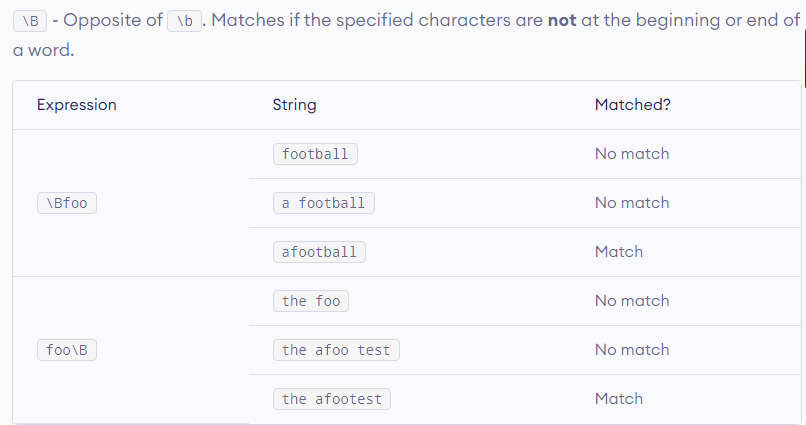 \B - Opposite of \b. Matches if the specified characters are not at the beginning or end of
a word.
Expression String Matched?
football No match
\Bfoo a football No match
afootball Match
the foo No match
foo\B the afoo test No match
the afootest Match